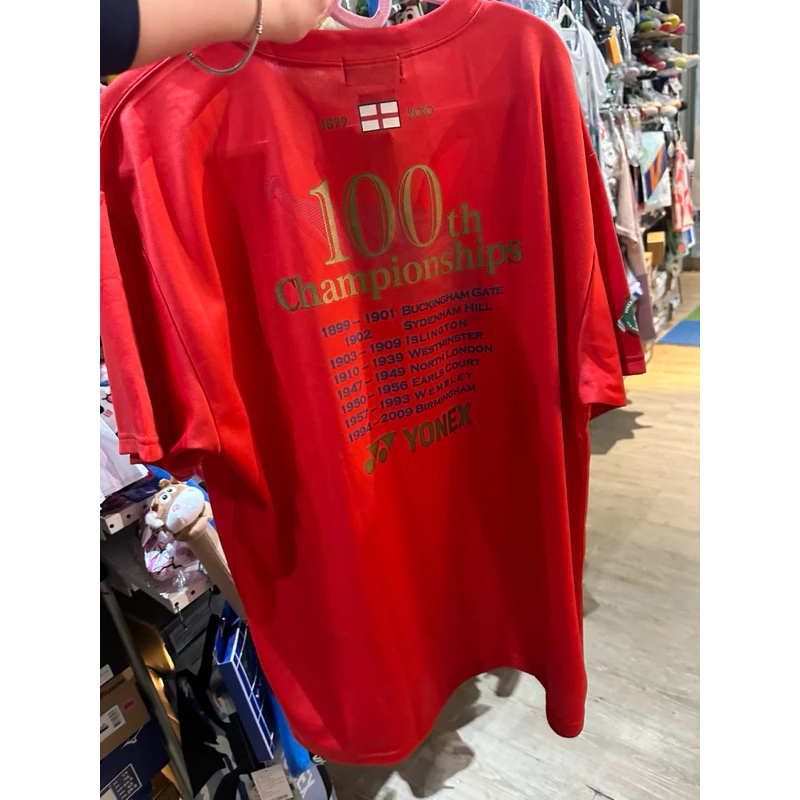 1899 2010
100th
Championships
1899 – 1901 BUCKINGHAM GATE
1902 SYDENHAM HILL
1903 – 1909 ISLINGTON
1910 – 1939 WESTMINSTER
1947 – 1949 NORTH LONDON
1950 – 1956 EARLS COURT
1957 – 1993 WEMBLEY
1994 – 2009 BIRMINGHAM
YONEX